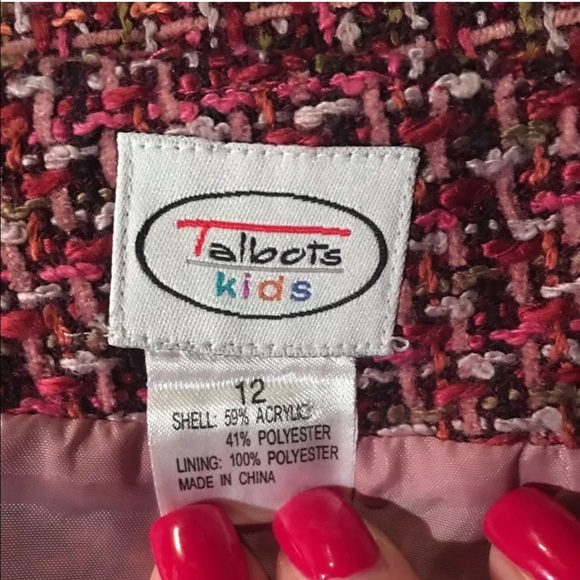 Talbots
kids
12
SHELL: 59% ACRYLIC
41% POLYESTER
LINING: 100% POLYESTER
MADE IN CHINA